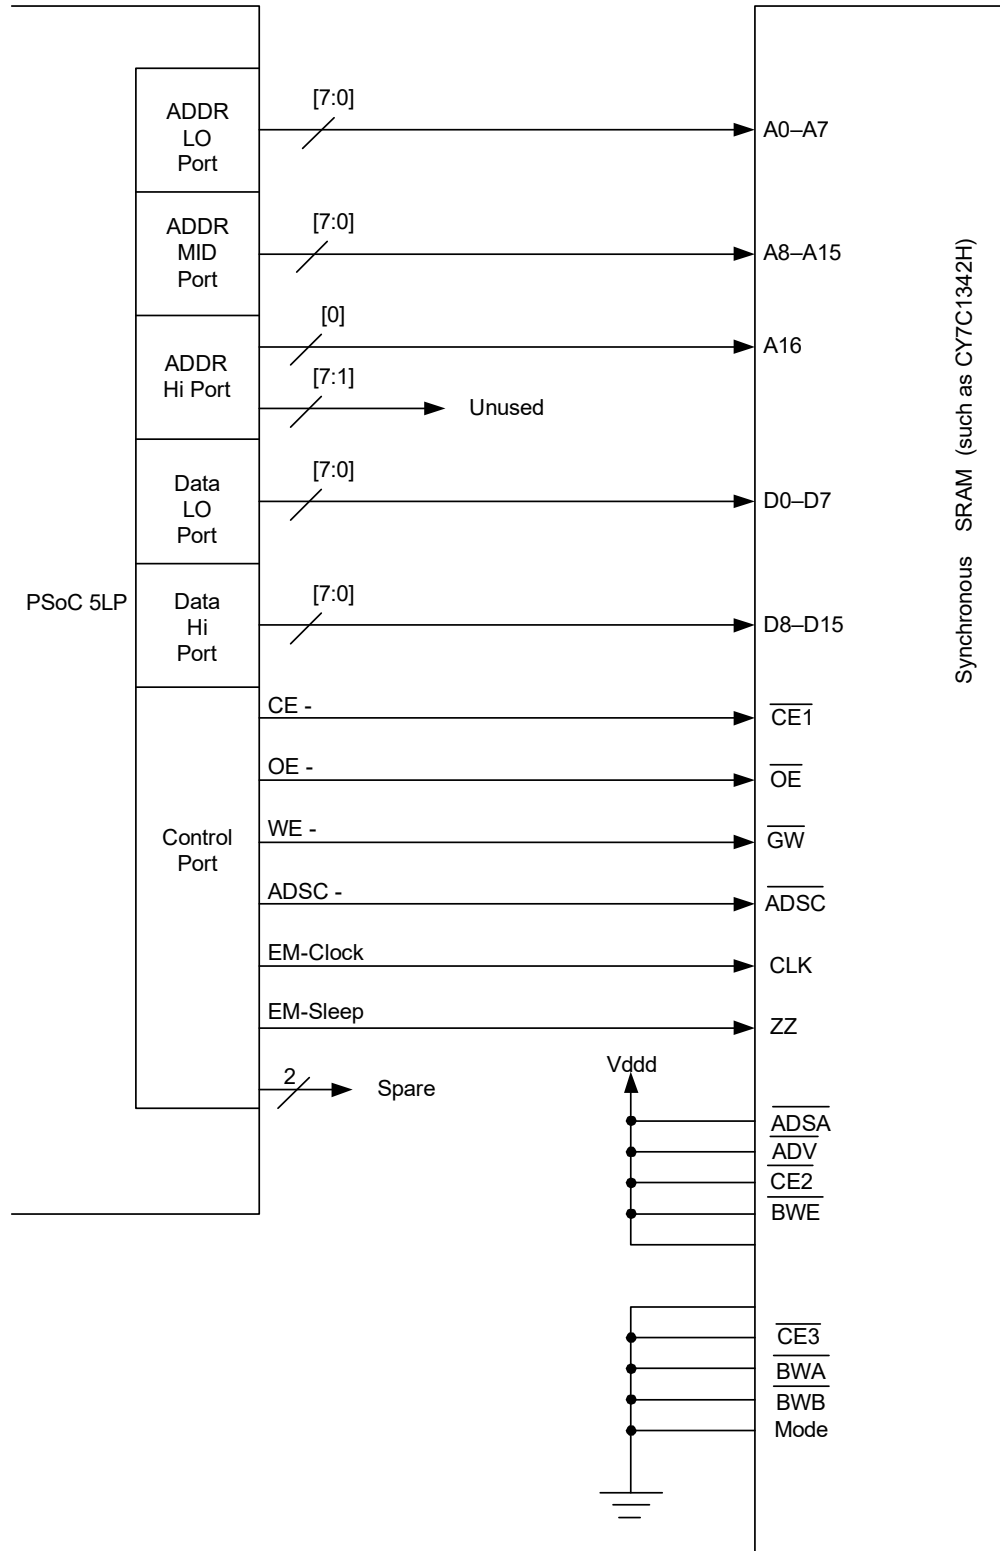 [7:0]
ADDR
LO
Port
A0–A7
[7:0]
ADDR
MID
Port
A8–A15
[0]
ADDR
Hi Port
A16
[7:1]
Unused
[7:0]
Data
LO
Port
D0–D7
[7:0]
PSoC 5LP
Data
Hi
Port
D8–D15
Synchronous SRAM (such as CY7C1342H)
Control
Port
CE -
CE1
OE -
OE
WE -
GW
ADSC -
ADSC
EM-Clock
CLK
EM-Sleep
ZZ
2
Spare
Vddd
ADSA
ADV
CE2
BWE
CE3
BWA
BWB
Mode